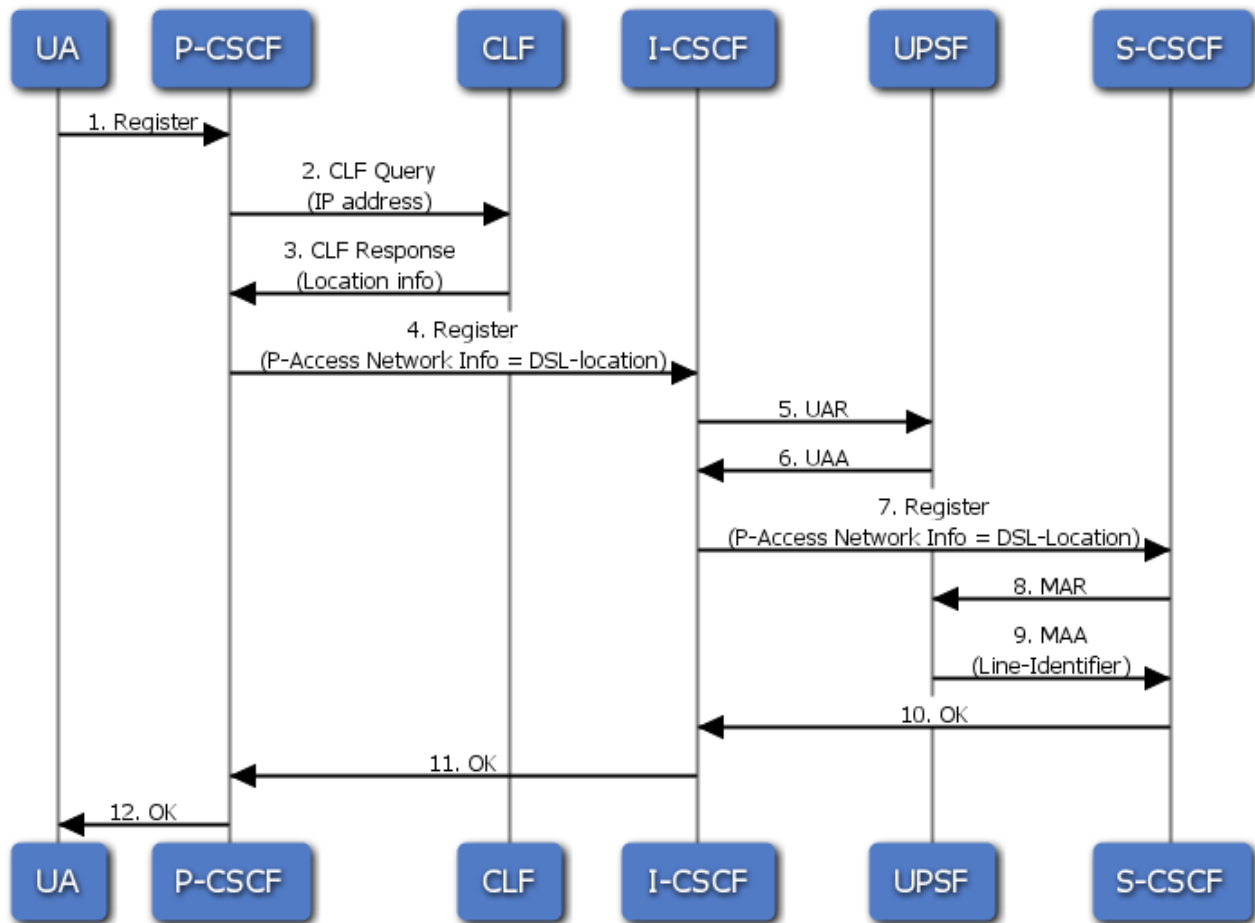 UA
P-CSCF
CLF
I-CSCF
UPSF
S-CSCF
1. Register
2. CLF Query
(IP address)
3. CLF Response
(Location info)
4. Register
(P-Access Network Info = DSL-location)
5. UAR
6. UAA
7. Register
(P-Access Network Info = DSL-Location)
8. MAR
9. MAA
(Line-Identifier)
10. OK
11. OK
12. OK
UA
P-CSCF
CLF
I-CSCF
UPSF
S-CSCF